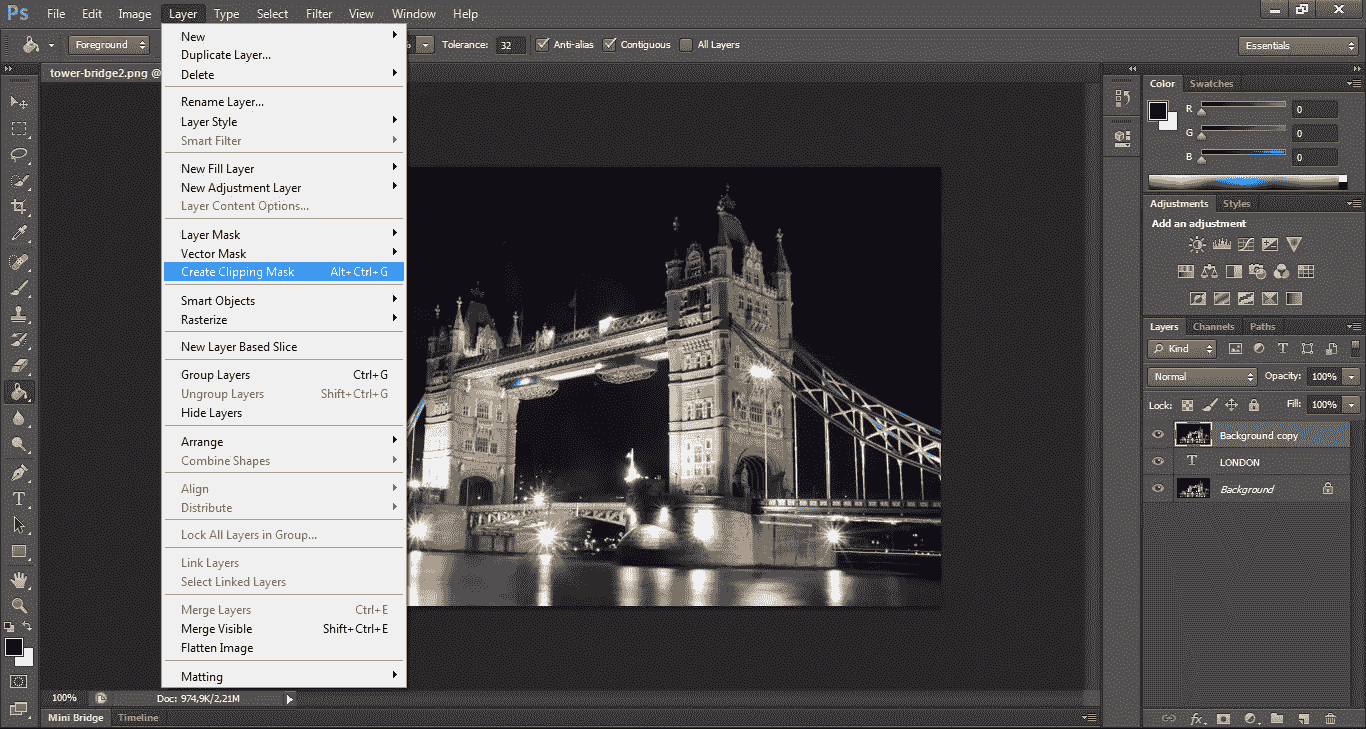 Ps File Edit Image Layer Type Select Filter View Window Help
Foreground Tolerance: 32 Anti-alias Contiguous All Layers Essentials
tower-bridge2.png @
New
Duplicate Layer...
Delete
Rename Layer...
Layer Style
Smart Filter
New Fill Layer
New Adjustment Layer
Layer Content Options...
Layer Mask
Vector Mask
Create Clipping Mask Alt+Ctrl+G
Smart Objects
Rasterize
New Layer Based Slice
Group Layers Ctrl+G
Ungroup Layers Shift+Ctrl+G
Hide Layers
Arrange
Combine Shapes
Align
Distribute
Lock All Layers in Group...
Link Layers
Select Linked Layers
Merge Layers Ctrl+E
Merge Visible Shift+Ctrl+E
Flatten Image
Matting
Color Swatches
R 0
G 0
B 0
Adjustments Styles
Add an adjustment
Layers Channels Paths
Kind
Normal Opacity: 100%
Lock: Fill: 100%
Background copy
T LONDON
Background
fx
100% Doc: 974,9K/2,21M
Mini Bridge Timeline